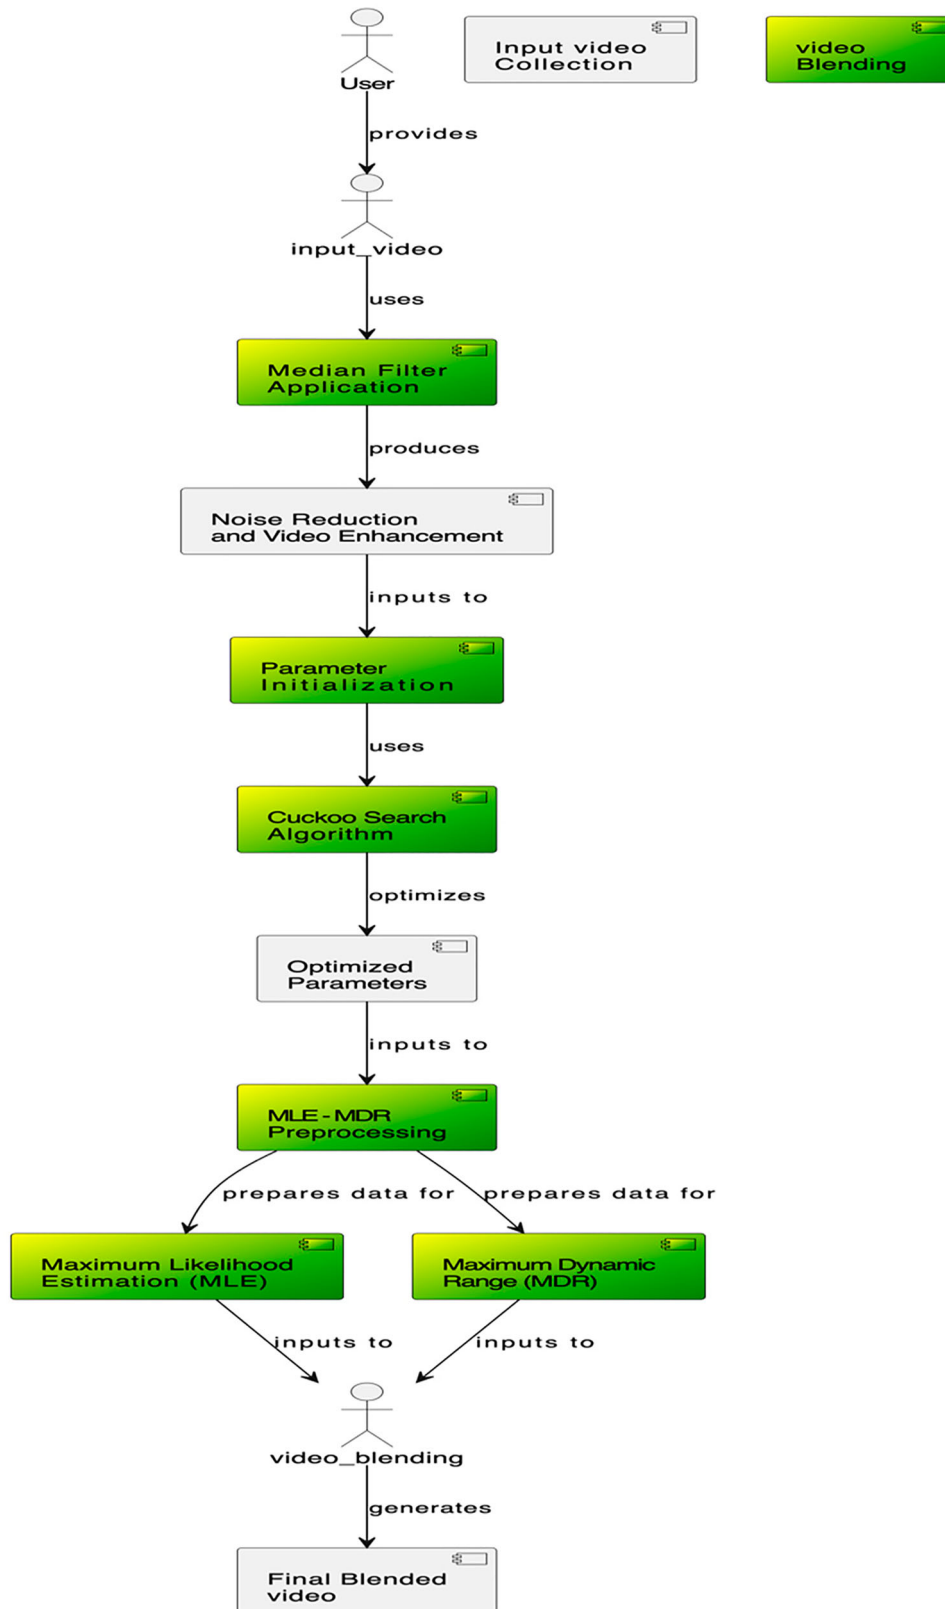 User
Input video
Collection
video
Blending
provides
input_video
uses
Median Filter
Application
produces
Noise Reduction
and Video Enhancement
inputs to
Parameter
Initialization
uses
Cuckoo Search
Algorithm
optimizes
Optimized
Parameters
inputs to
MLE-MDR
Preprocessing
prepares data for
prepares data for
Maximum Likelihood
Estimation (MLE)
Maximum Dynamic
Range (MDR)
inputs to
inputs to
video_blending
generates
Final Blended
video